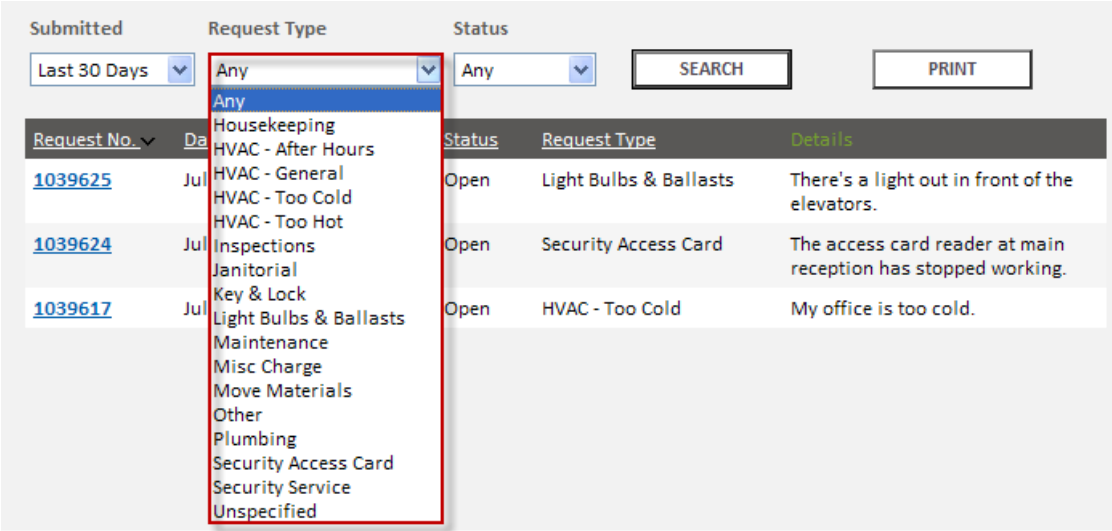 Submitted Request Type Status
Last 30 Days Any Any SEARCH PRINT
Any
Housekeeping
HVAC - After Hours
HVAC - General
HVAC - Too Cold
HVAC - Too Hot
Inspections
Janitorial
Key & Lock
Light Bulbs & Ballasts
Maintenance
Misc Charge
Move Materials
Other
Plumbing
Security Access Card
Security Service
Unspecified
Request No. Da Status Request Type Details
1039625 Jul Open Light Bulbs & Ballasts There's a light out in front of the
elevators.
1039624 Jul Open Security Access Card The access card reader at main
reception has stopped working.
1039617 Jul Open HVAC - Too Cold My office is too cold.